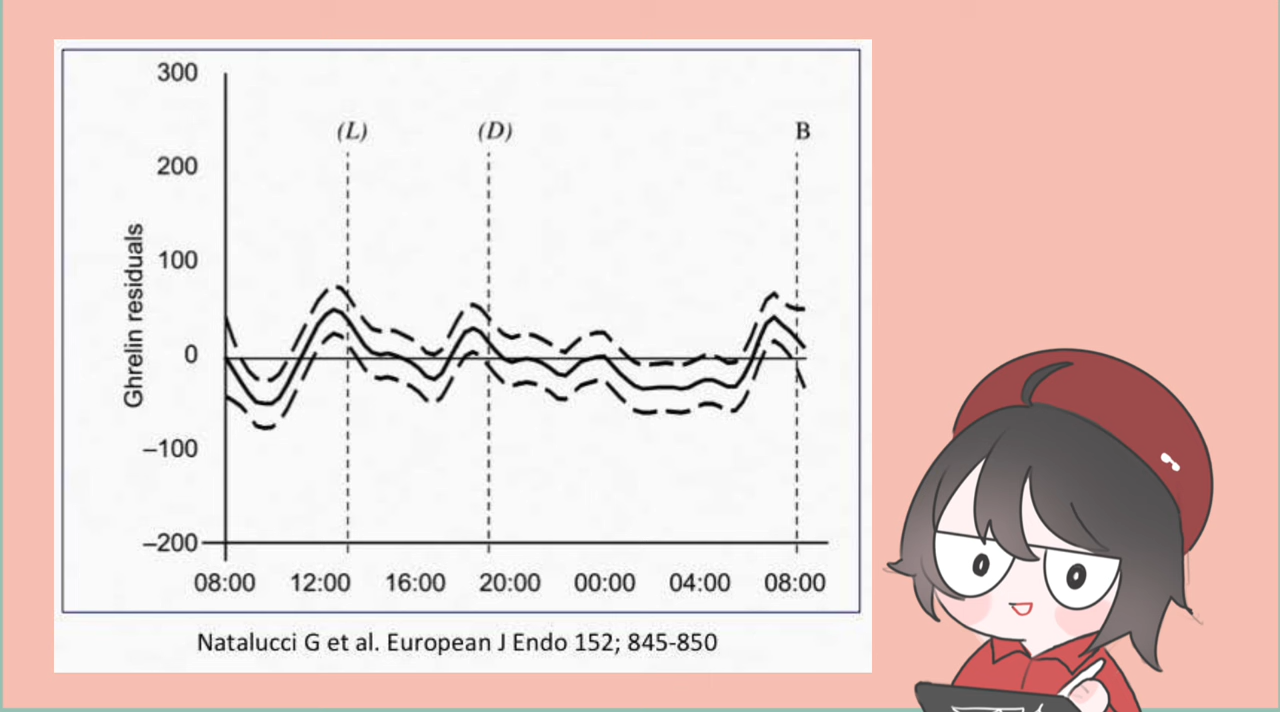 300
(L)
(D)
B
200
100
Ghrelin residuals
0
–100
–200
08:00 12:00 16:00 20:00 00:00 04:00 08:00
Natalucci G et al. European J Endo 152; 845-850